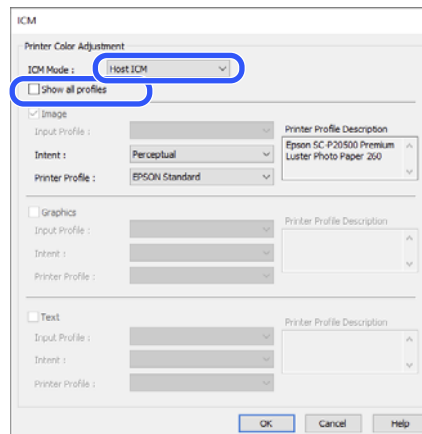 ICM
Printer Color Adjustment
ICM Mode : Host ICM
Show all profiles
Image
Input Profile :
Printer Profile Description
Intent : Perceptual
Epson SC-P20500 Premium
Luster Photo Paper 260
Printer Profile : EPSON Standard
Graphics
Input Profile :
Printer Profile Description
Intent :
Printer Profile :
Text
Input Profile :
Printer Profile Description
Intent :
Printer Profile :
OK Cancel Help